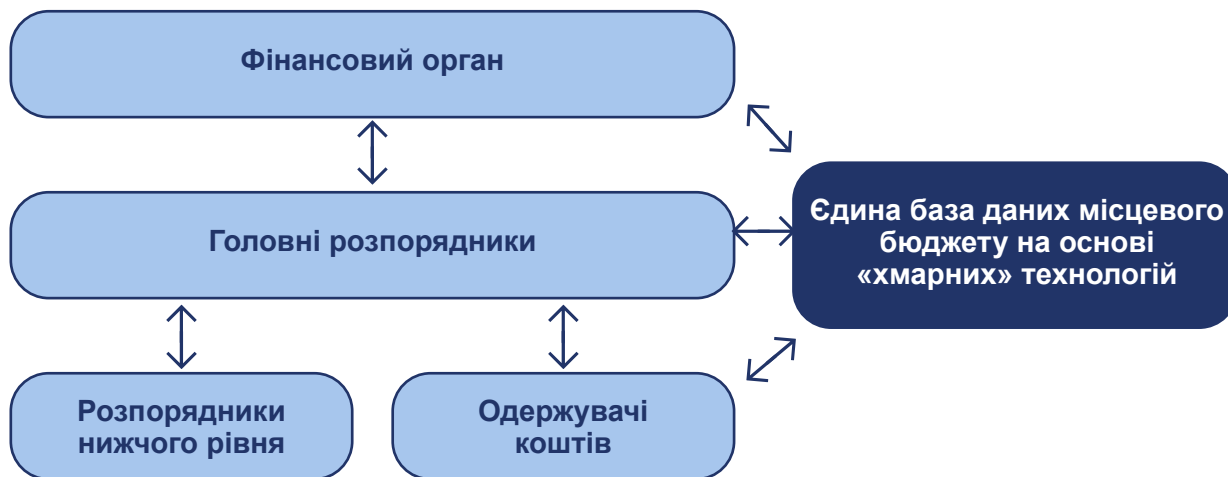 Фінансовий орган
Головні розпорядники
Єдина база даних місцевого
бюджету на основі
«хмарних» технологій
Розпорядники
нижчого рівня
Одержувачі
коштів